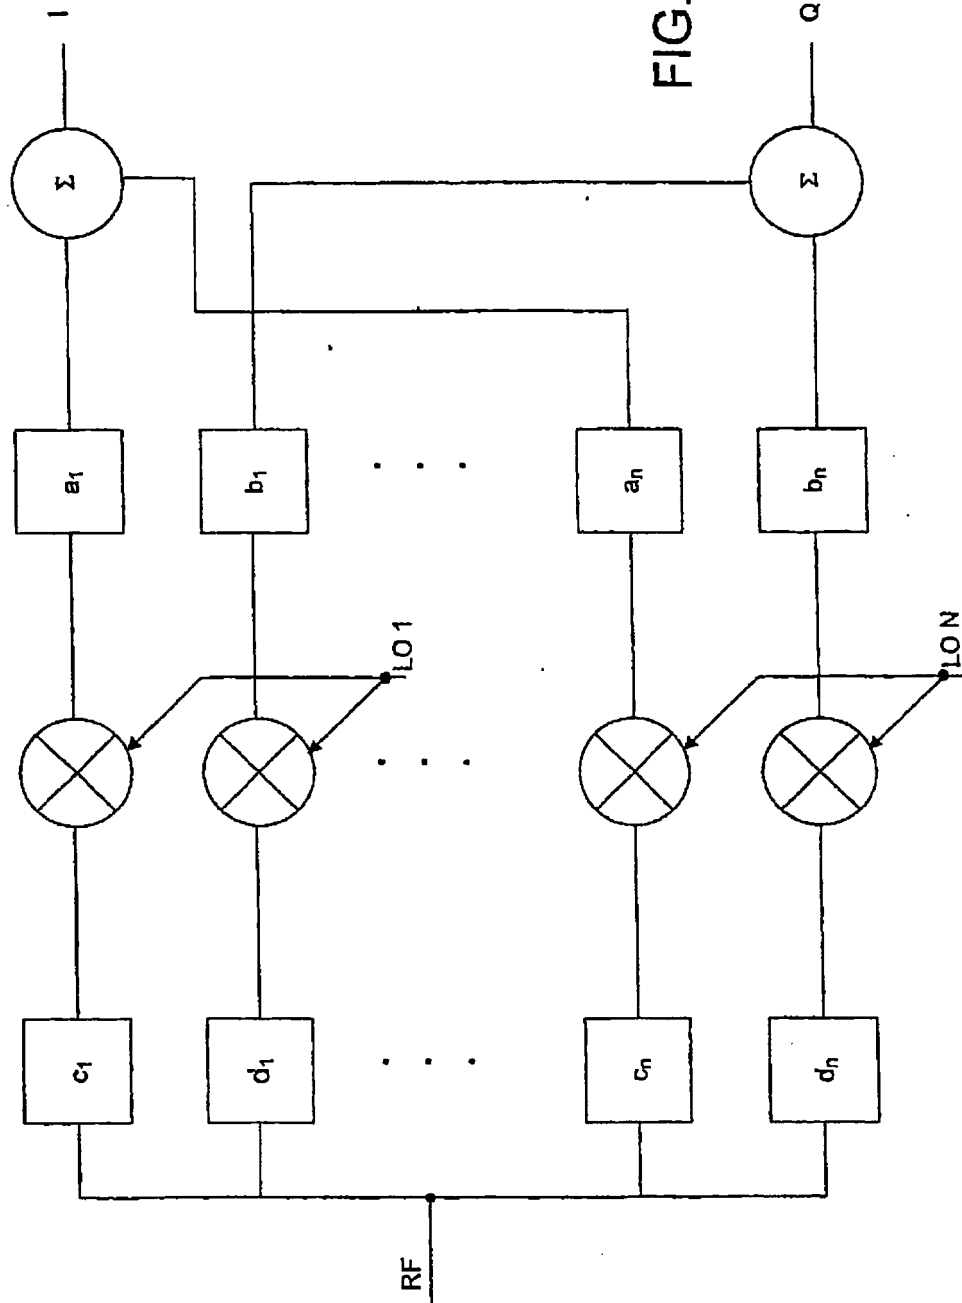 I
Q
FIG.
Σ
Σ
a₁
b₁
. . .
aₙ
bₙ
LO 1
LO N
. . .
c₁
d₁
. . .
cₙ
dₙ
RF